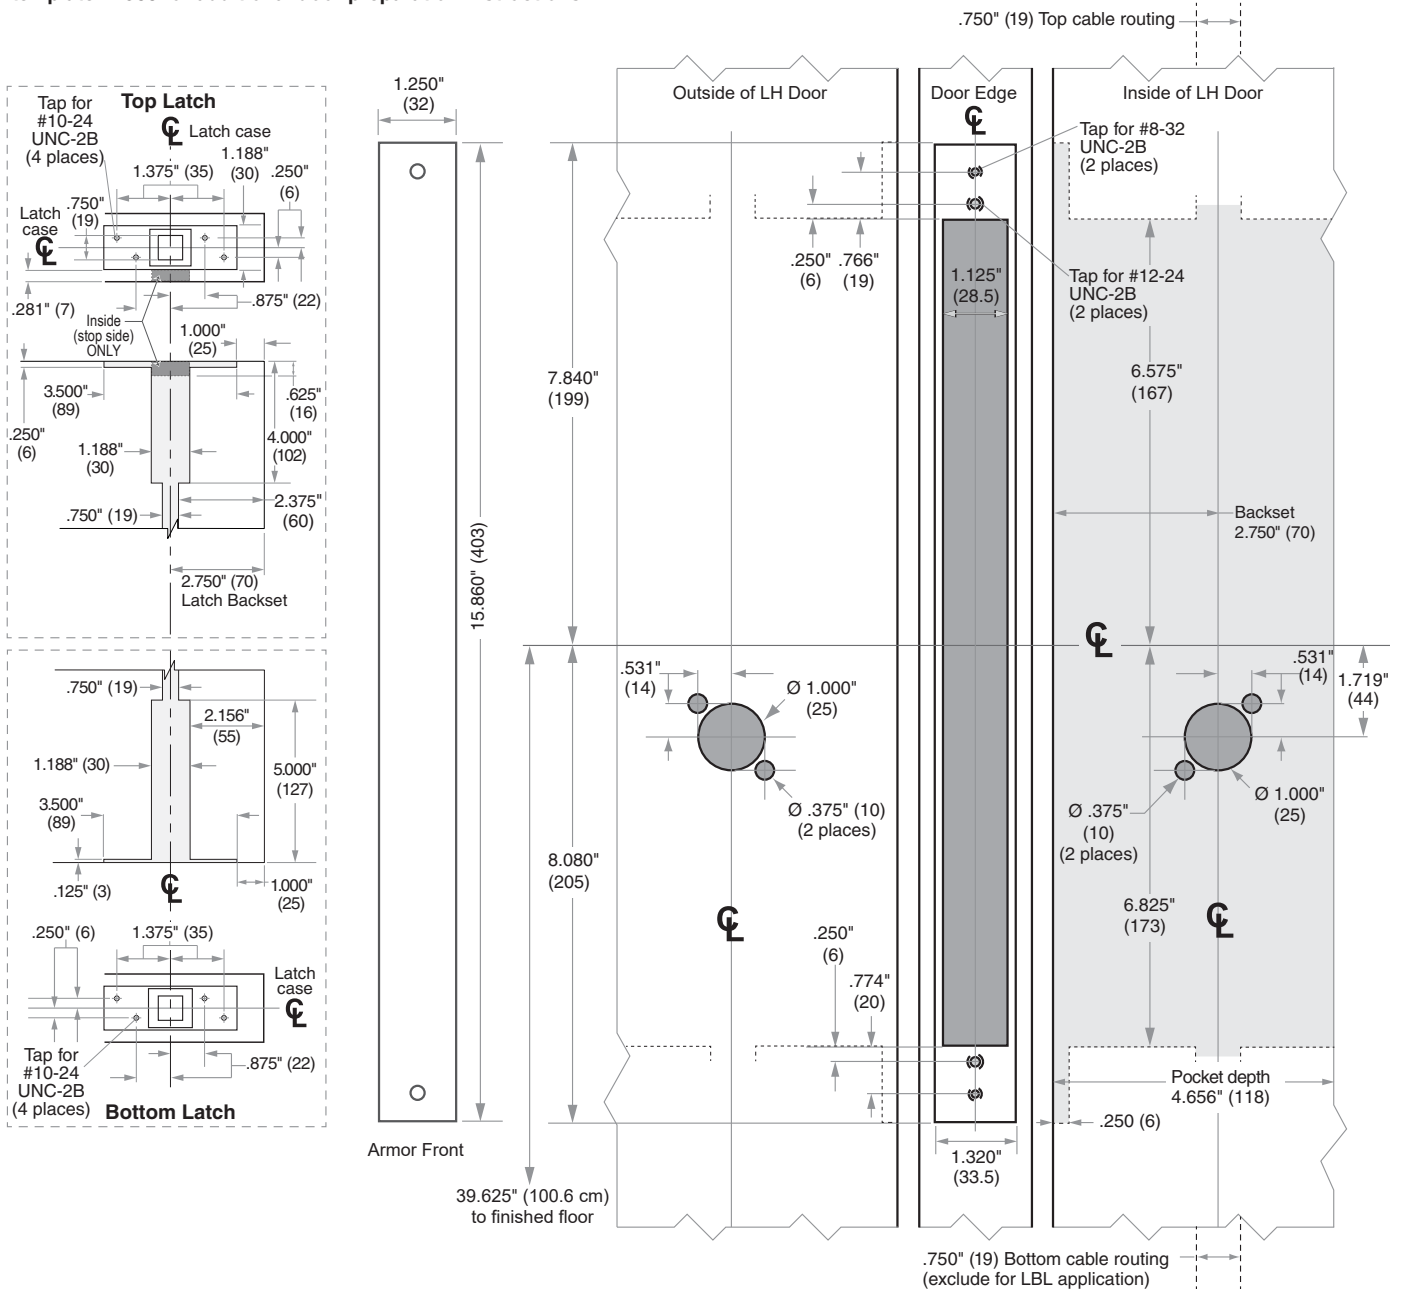 .750" (19) Top cable routing
Tap for
#10-24
UNC-2B
(4 places)
Top Latch
CL
Latch case
1.375" (35)
1.188"
(30)
.250"
(6)
.750"
(19)
Latch
case
CL
.281" (7)
.875" (22)
Inside
(stop side)
ONLY
1.000"
(25)
3.500"
(89)
.625"
(16)
.250"
(6)
1.188"
(30)
4.000"
(102)
.750" (19)
2.375"
(60)
2.750" (70)
Latch Backset
.750" (19)
2.156"
(55)
1.188" (30)
5.000"
(127)
3.500"
(89)
.125" (3)
CL
1.000"
(25)
.250" (6)
1.375" (35)
Latch
case
CL
Tap for
#10-24
UNC-2B
(4 places)
.875" (22)
Bottom Latch
1.250"
(32)
15.860" (403)
Armor Front
Outside of LH Door
7.840"
(199)
.250"
(6)
.766"
(19)
.531"
(14)
Ø 1.000"
(25)
Ø .375" (10)
(2 places)
8.080"
(205)
CL
.250"
(6)
.774"
(20)
39.625" (100.6 cm)
to finished floor
Door Edge
CL
1.125"
(28.5)
1.320"
(33.5)
Inside of LH Door
Tap for #8-32
UNC-2B
(2 places)
Tap for #12-24
UNC-2B
(2 places)
6.575"
(167)
Backset
2.750" (70)
CL
.531"
(14)
1.719"
(44)
Ø .375"
(10)
(2 places)
Ø 1.000"
(25)
6.825"
(173)
CL
Pocket depth
4.656" (118)
.250 (6)
.750" (19) Bottom cable routing
(exclude for LBL application)